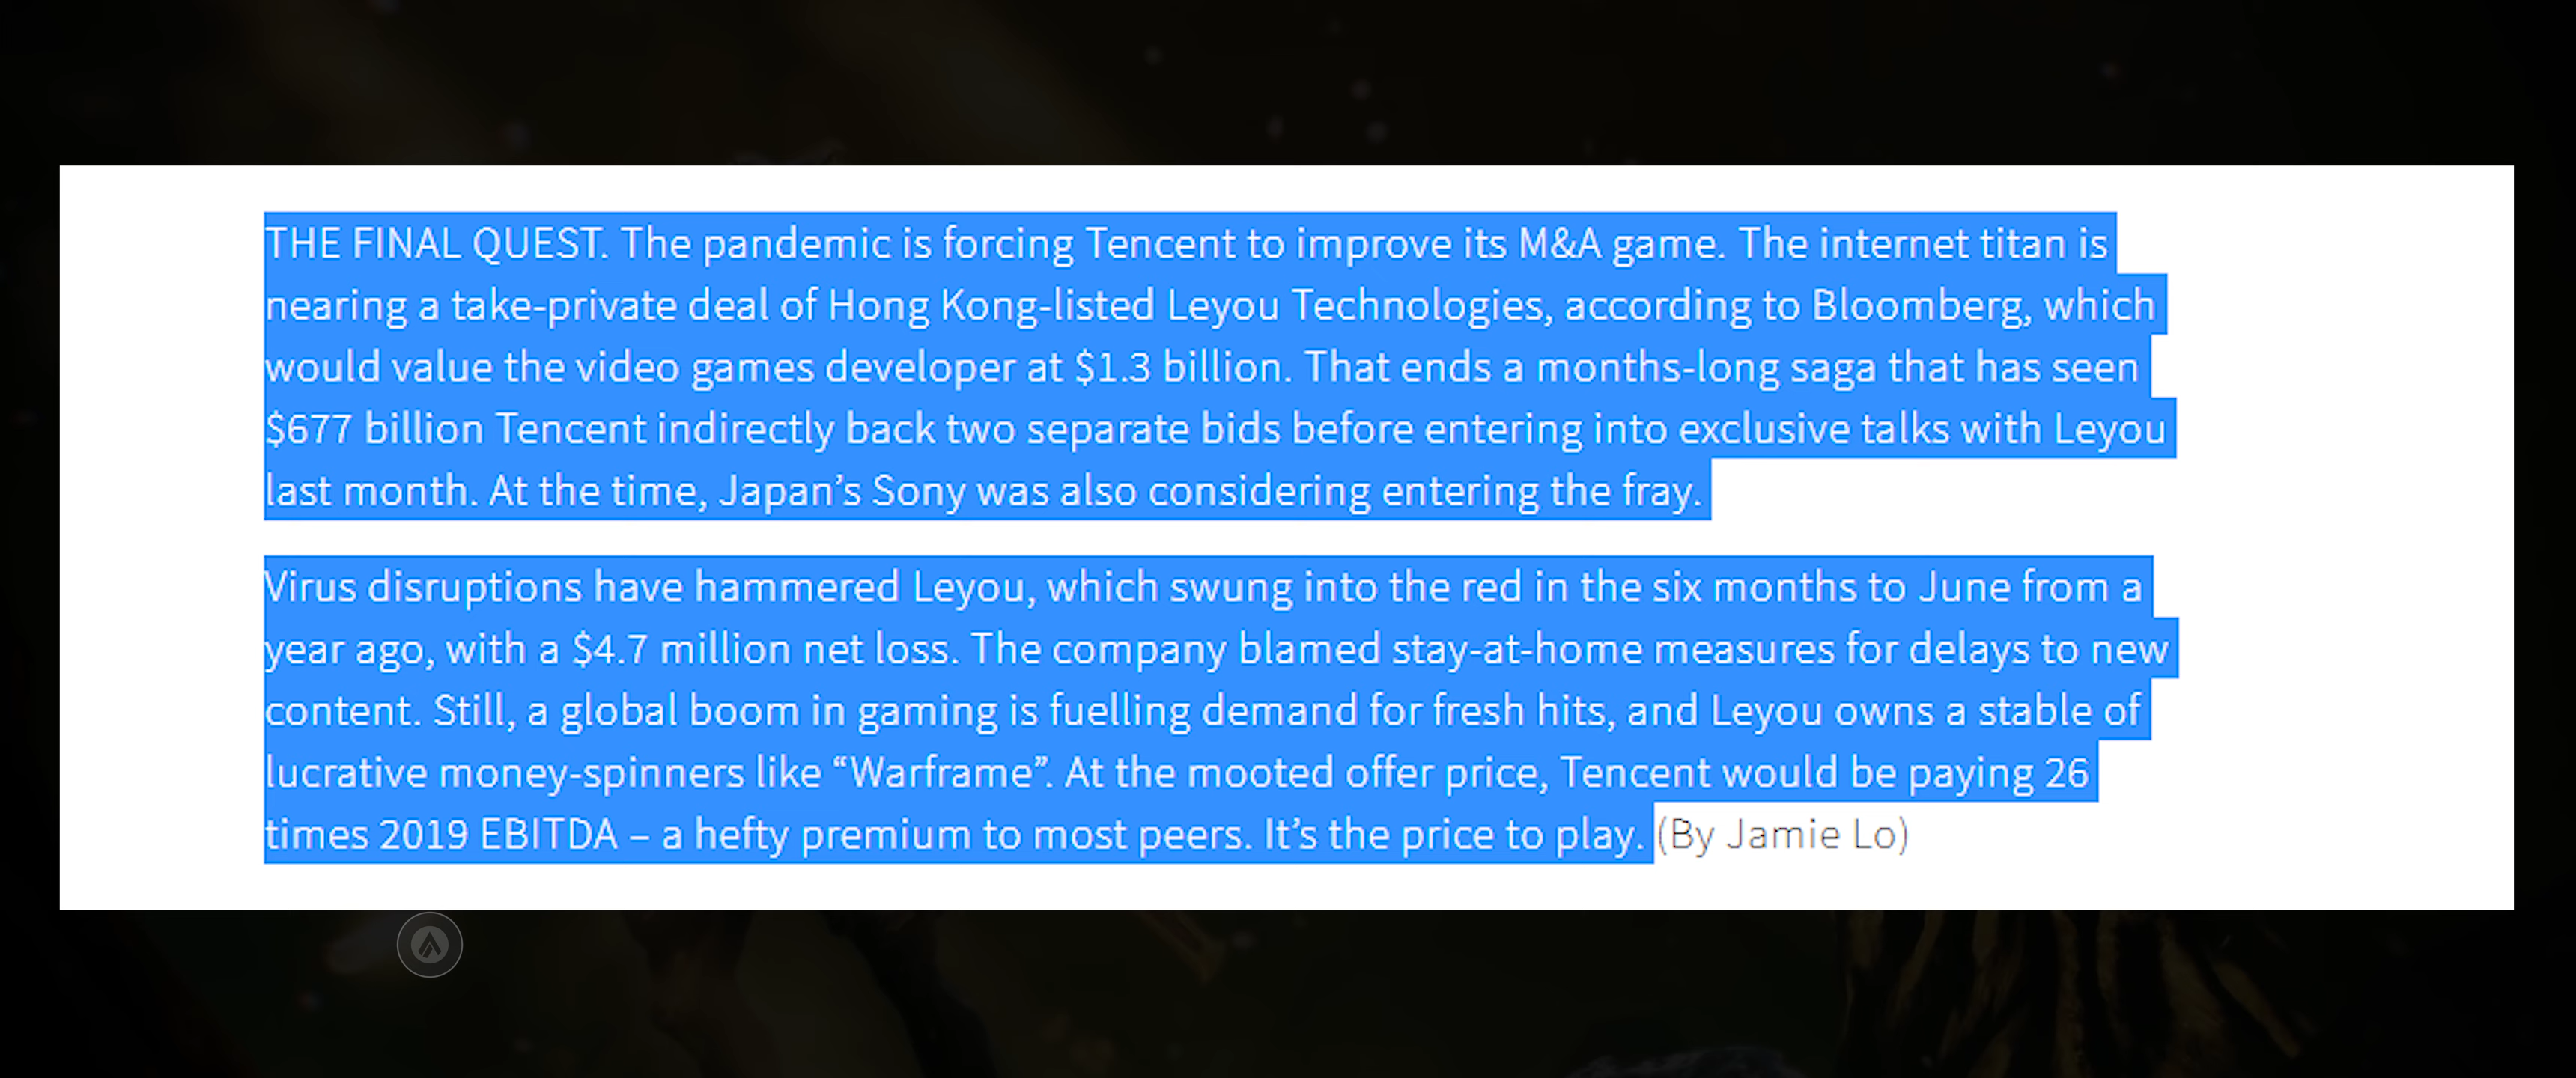 THE FINAL QUEST. The pandemic is forcing Tencent to improve its M&A game. The internet titan is
nearing a take-private deal of Hong Kong-listed Leyou Technologies, according to Bloomberg, which
would value the video games developer at $1.3 billion. That ends a months-long saga that has seen
$677 billion Tencent indirectly back two separate bids before entering into exclusive talks with Leyou
last month. At the time, Japan’s Sony was also considering entering the fray.
Virus disruptions have hammered Leyou, which swung into the red in the six months to June from a
year ago, with a $4.7 million net loss. The company blamed stay-at-home measures for delays to new
content. Still, a global boom in gaming is fuelling demand for fresh hits, and Leyou owns a stable of
lucrative money-spinners like “Warframe”. At the mooted offer price, Tencent would be paying 26
times 2019 EBITDA – a hefty premium to most peers. It’s the price to play. (By Jamie Lo)